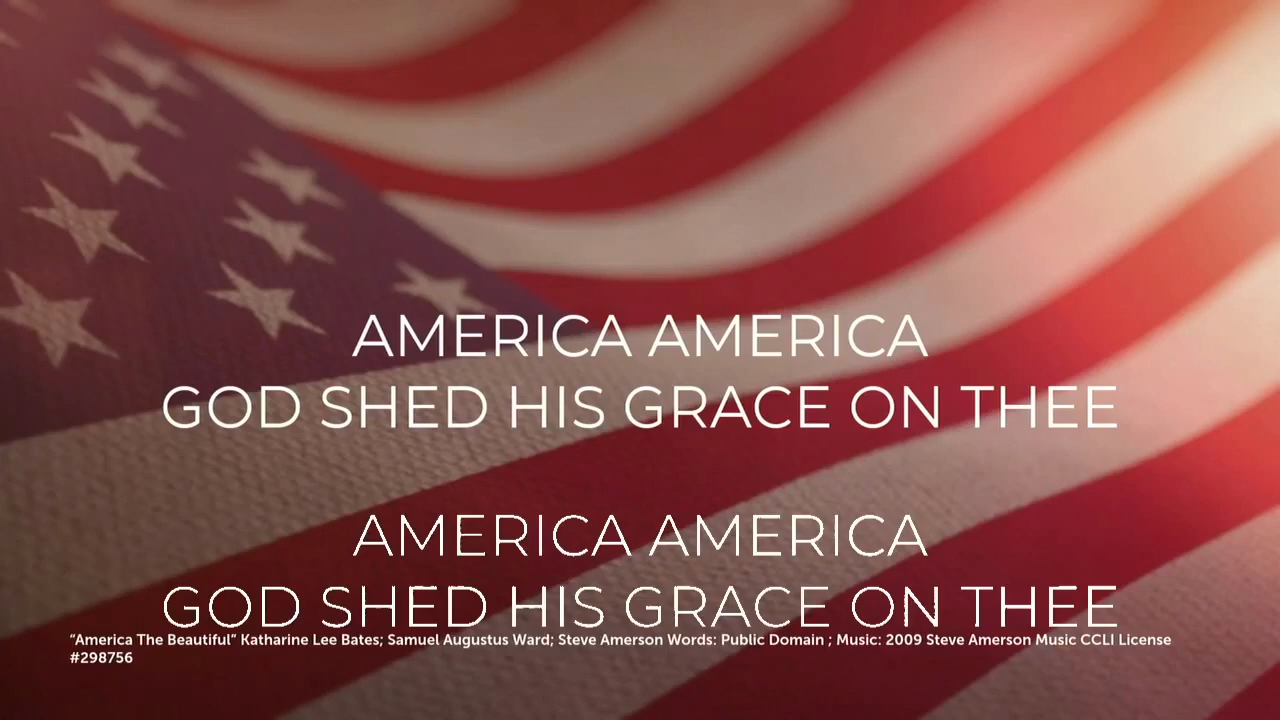 AMERICA AMERICA
GOD SHED HIS GRACE ON THEE
AMERICA AMERICA
GOD SHED HIS GRACE ON THEE
“America The Beautiful” Katharine Lee Bates; Samuel Augustus Ward; Steve Amerson Words: Public Domain ; Music: 2009 Steve Amerson Music CCLI License
#298756